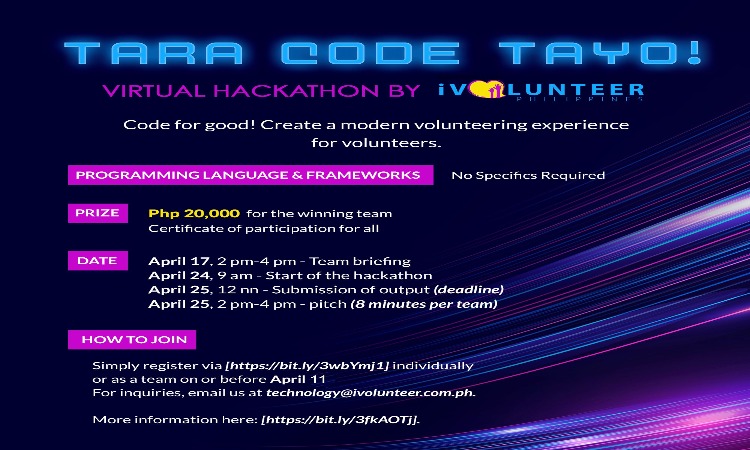 TARA CODE TAYO!
VIRTUAL HACKATHON BY iVOLUNTEER
PHILIPPINES
Code for good! Create a modern volunteering experience
for volunteers.
PROGRAMMING LANGUAGE & FRAMEWORKS No Specifics Required
PRIZE Php 20,000 for the winning team
Certificate of participation for all
DATE April 17, 2 pm-4 pm - Team briefing
April 24, 9 am - Start of the hackathon
April 25, 12 nn - Submission of output (deadline)
April 25, 2 pm-4 pm - pitch (8 minutes per team)
HOW TO JOIN
Simply register via [https://bit.ly/3wbYmj1] individually
or as a team on or before April 11
For inquiries, email us at technology@ivolunteer.com.ph.
More information here: [https://bit.ly/3fkAOTj].